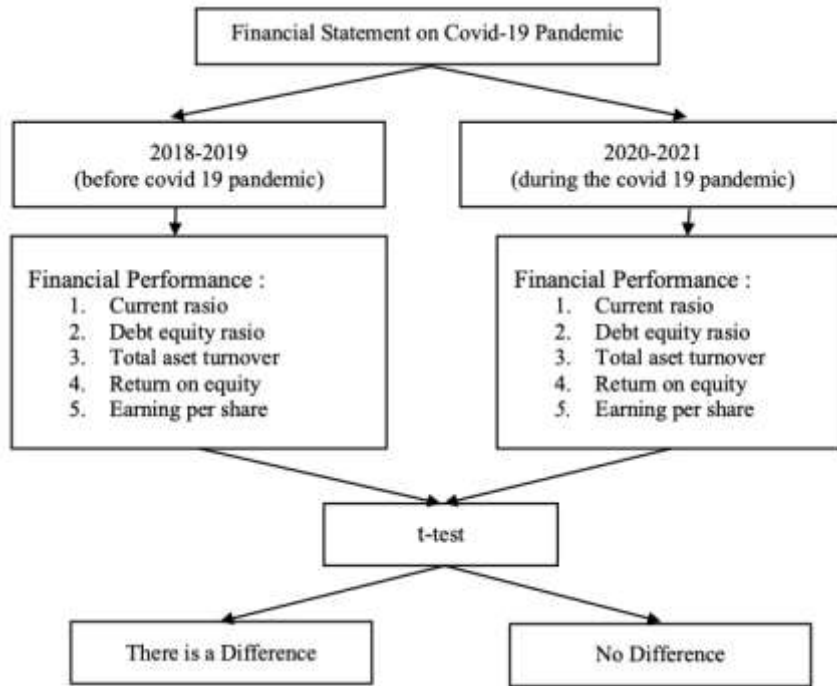 Financial Statement on Covid-19 Pandemic
2018-2019
(before covid 19 pandemic)
2020-2021
(during the covid 19 pandemic)
Financial Performance :
1. Current rasio
2. Debt equity rasio
3. Total aset turnover
4. Return on equity
5. Earning per share
Financial Performance :
1. Current rasio
2. Debt equity rasio
3. Total aset turnover
4. Return on equity
5. Earning per share
t-test
There is a Difference
No Difference